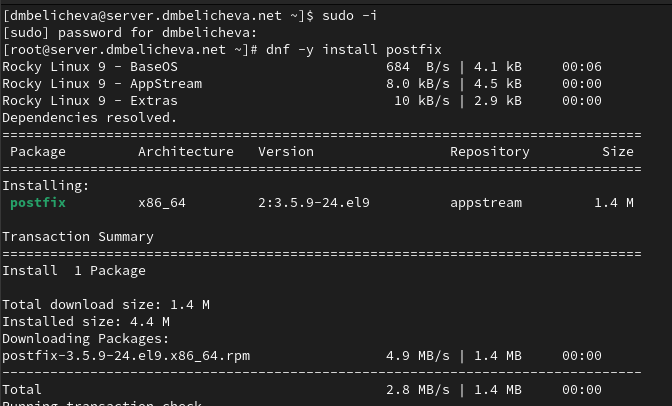 [dmbelicheva@server.dmbelicheva.net ~]$ sudo -i
[sudo] password for dmbelicheva:
[root@server.dmbelicheva.net ~]# dnf -y install postfix
Rocky Linux 9 - BaseOS                         684  B/s | 4.1 kB     00:06
Rocky Linux 9 - AppStream                      8.0 kB/s | 4.5 kB     00:00
Rocky Linux 9 - Extras                          10 kB/s | 2.9 kB     00:00
Dependencies resolved.
================================================================================
 Package         Architecture   Version                 Repository         Size
================================================================================
Installing:
 postfix         x86_64         2:3.5.9-24.el9          appstream         1.4 M

Transaction Summary
================================================================================
Install  1 Package

Total download size: 1.4 M
Installed size: 4.4 M
Downloading Packages:
postfix-3.5.9-24.el9.x86_64.rpm                 4.9 MB/s | 1.4 MB     00:00
--------------------------------------------------------------------------------
Total                                           2.8 MB/s | 1.4 MB     00:00
Running transaction check